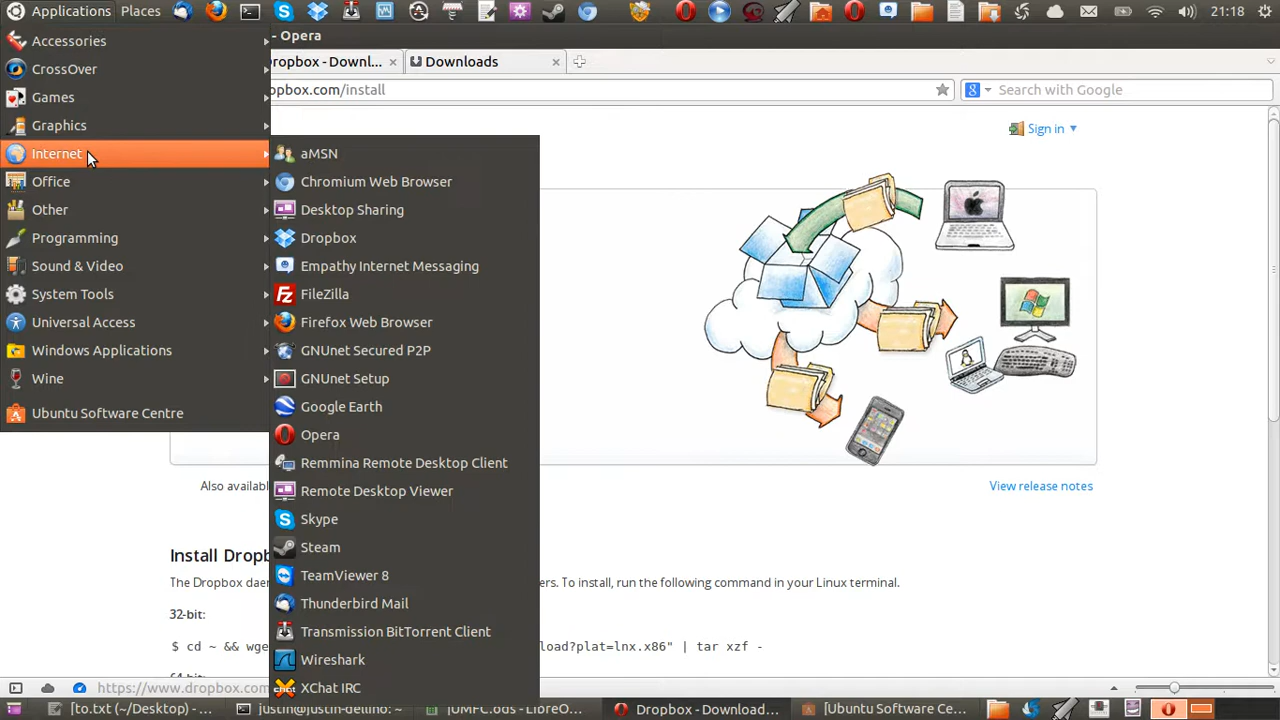 Applications Places 21:18
- Opera
ropbox - Downl... Downloads
opbox.com/install Search with Google
Sign in
Accessories
CrossOver
Games
Graphics
Internet
Office
Other
Programming
Sound & Video
System Tools
Universal Access
Windows Applications
Wine
Ubuntu Software Centre
aMSN
Chromium Web Browser
Desktop Sharing
Dropbox
Empathy Internet Messaging
FileZilla
Firefox Web Browser
GNUnet Secured P2P
GNUnet Setup
Google Earth
Opera
Remmina Remote Desktop Client
Remote Desktop Viewer
Skype
Steam
TeamViewer 8
Thunderbird Mail
Transmission BitTorrent Client
Wireshark
XChat IRC
Also availab View release notes
Install Dropb
The Dropbox dae ers. To install, run the following command in your Linux terminal.
32-bit:
$ cd ~ && wge load?plat=lnx.x86" | tar xzf -
https://www.dropbox.com
[to.txt (~/Desktop) - ... justin@justin-dellino: ~ [UMFC.ods - LibreO... Dropbox - Download... [Ubuntu Software Ce...